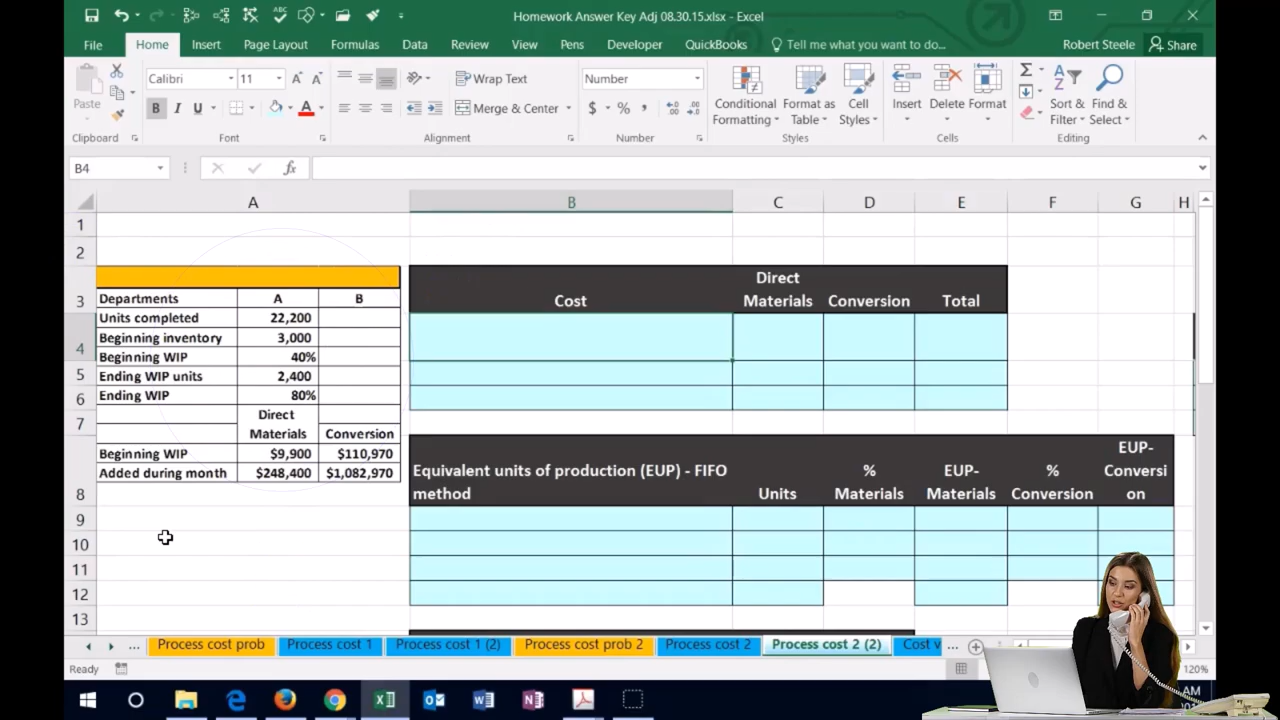 Homework Answer Key Adj 08.30.15.xlsx - Excel
File Home Insert Page Layout Formulas Data Review View Pens Developer QuickBooks Tell me what you want to do... Robert Steele Share
Paste
Calibri 11
Wrap Text
Number
B I U
Merge & Center
$ % ,
Conditional Formatting
Format as Table
Cell Styles
Insert Delete Format
Sort & Filter
Find & Select
Clipboard Font Alignment Number Styles Cells Editing
B4 fx
A B C D E F G H
1
2
3
4
5
6
7
8
9
10
11
12
13
Departments A B
Units completed 22,200
Beginning inventory 3,000
Beginning WIP 40%
Ending WIP units 2,400
Ending WIP 80%
Direct
Materials Conversion
Beginning WIP $9,900 $110,970
Added during month $248,400 $1,082,970
Cost Direct Materials Conversion Total
Equivalent units of production (EUP) - FIFO method Units % Materials EUP-Materials % Conversion EUP-Conversion
... Process cost prob Process cost 1 Process cost 1 (2) Process cost prob 2 Process cost 2 Process cost 2 (2) Cost v ...
Ready 120%
AM